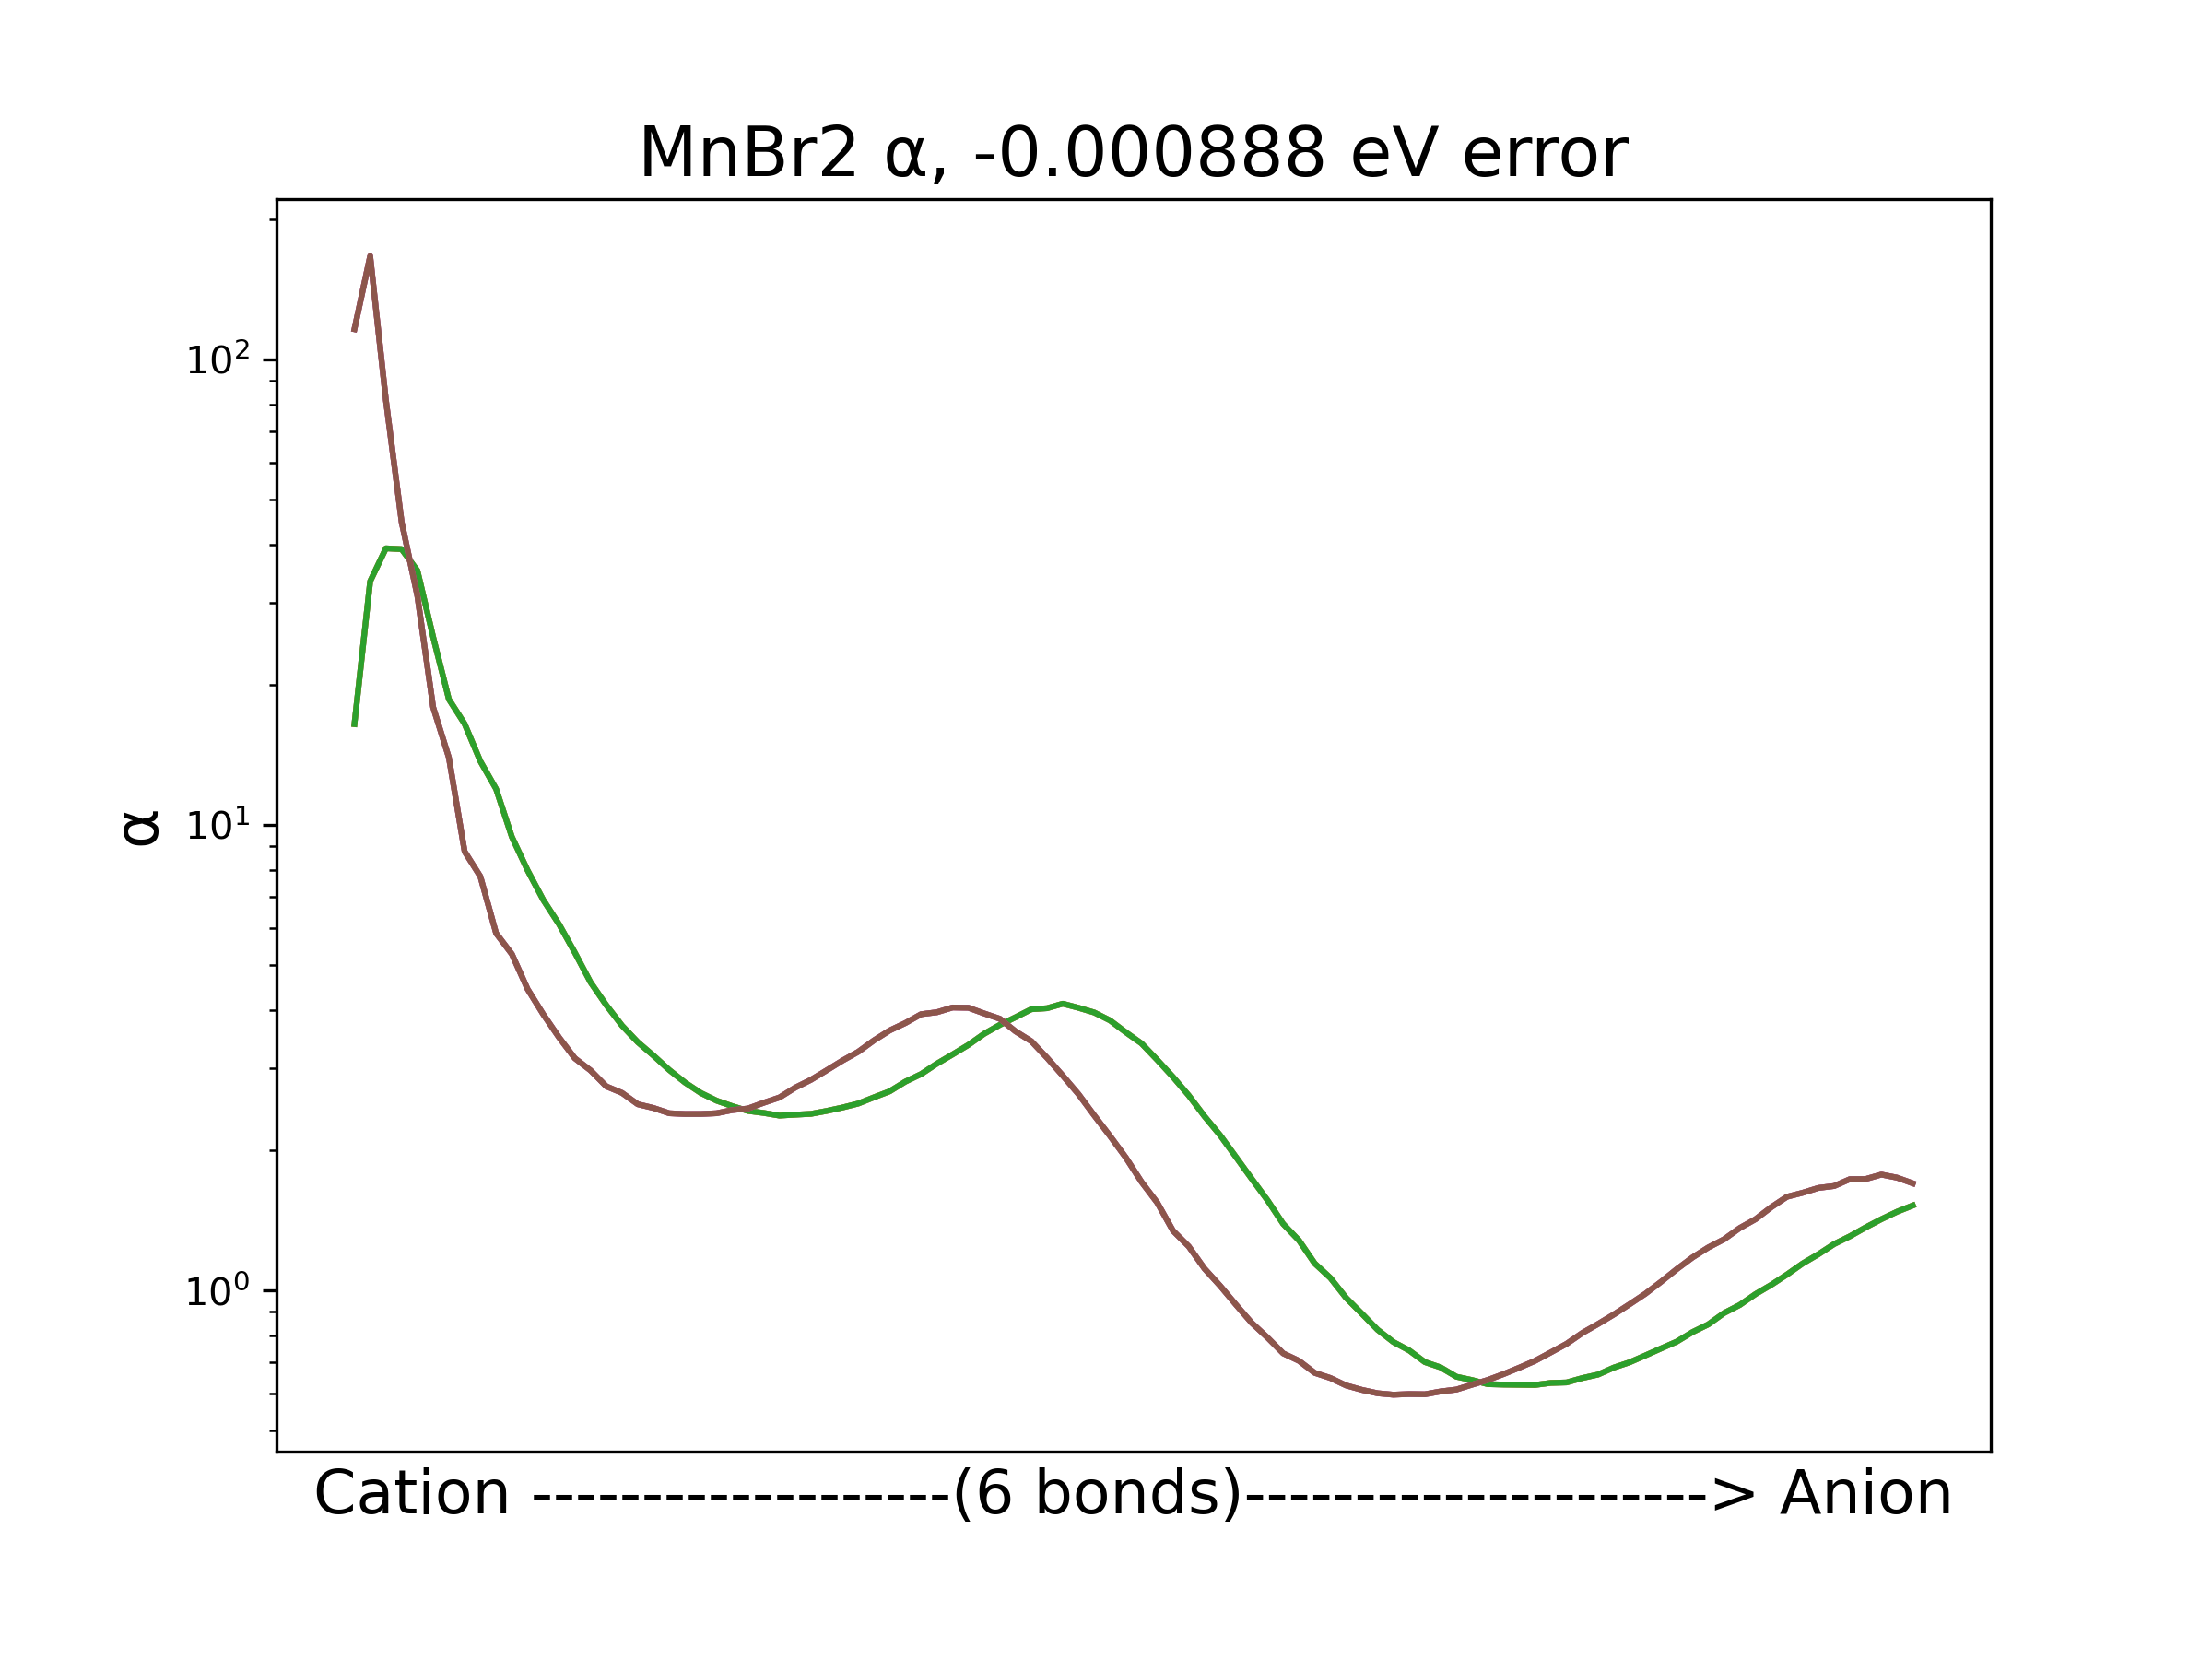 MnBr2 α, -0.000888 eV error
10²
10¹
10⁰
α
Cation -------------------(6 bonds)---------------------> Anion